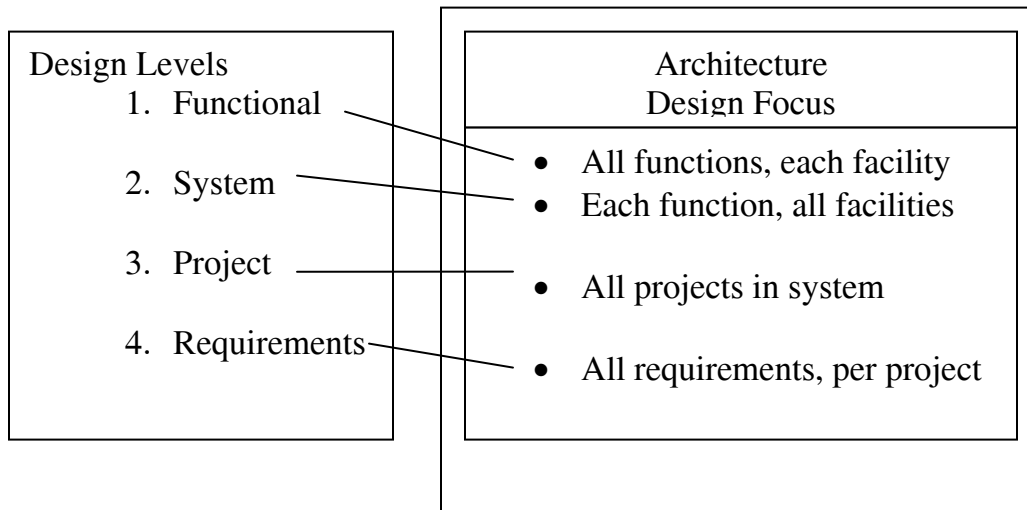 Design Levels
1. Functional
2. System
3. Project
4. Requirements
Architecture
Design Focus
• All functions, each facility
• Each function, all facilities
• All projects in system
• All requirements, per project